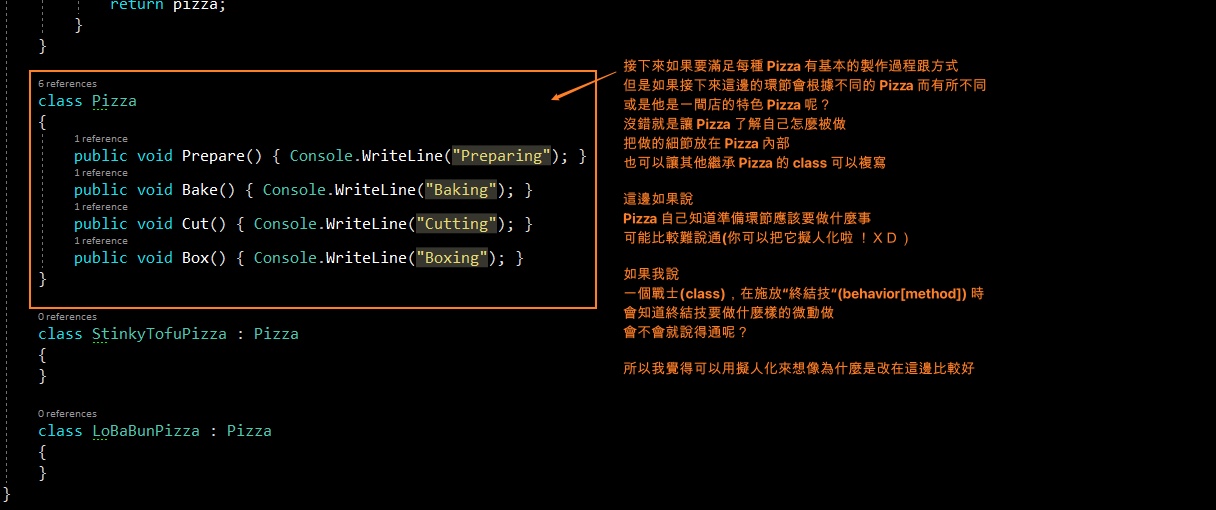 return pizza;
}
}
6 references
class Pizza
{
1 reference
public void Prepare() { Console.WriteLine("Preparing"); }
1 reference
public void Bake() { Console.WriteLine("Baking"); }
1 reference
public void Cut() { Console.WriteLine("Cutting"); }
1 reference
public void Box() { Console.WriteLine("Boxing"); }
}
0 references
class StinkyTofuPizza : Pizza
{
}
0 references
class LoBaBunPizza : Pizza
{
}
}
接下來如果要滿足每種 Pizza 有基本的製作過程跟方式
但是如果接下來這邊的環節會根據不同的 Pizza 而有所不同
或是他是一間店的特色 Pizza 呢？
沒錯就是讓 Pizza 了解自己怎麼被做
把做的細節放在 Pizza 內部
也可以讓其他繼承 Pizza 的 class 可以複寫
這邊如果說
Pizza 自己知道準備環節應該要做什麼事
可能比較難說通(你可以把它擬人化啦！ＸＤ）
如果我說
一個戰士(class)，在施放“終結技“(behavior[method]) 時
會知道終結技要做什麼樣的微動做
會不會就說得通呢？
所以我覺得可以用擬人化來想像為什麼是改在這邊比較好